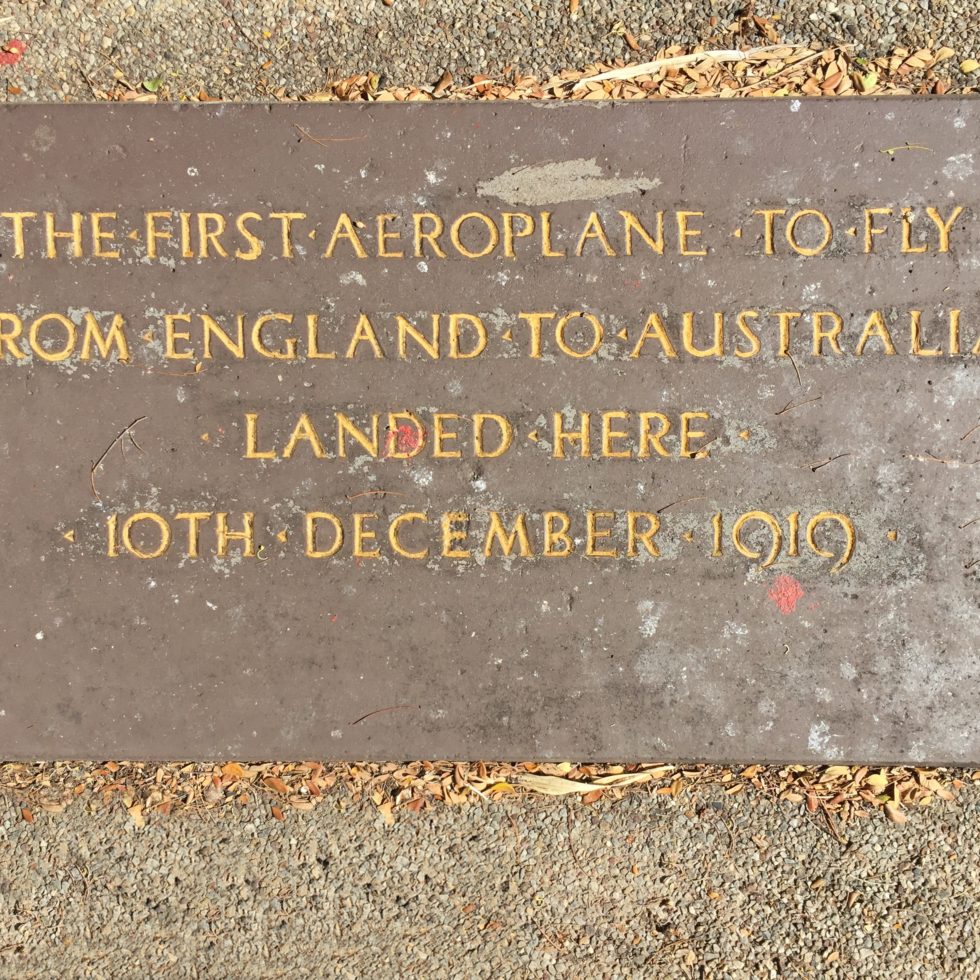 THE·FIRST·AEROPLANE·TO·FLY
ROM·ENGLAND·TO·AUSTRALIA
·LANDED·HERE·
·10TH·DECEMBER·1919·